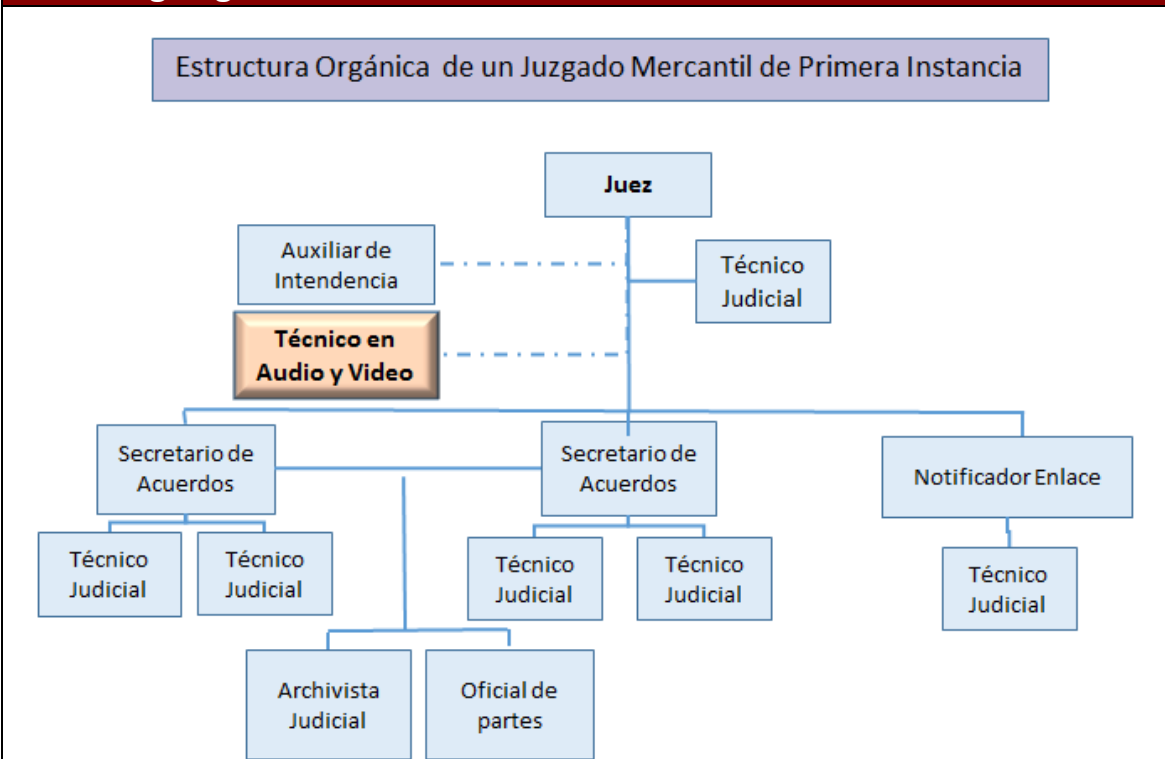 Estructura Orgánica de un Juzgado Mercantil de Primera Instancia
Juez
Auxiliar de
Intendencia
Técnico
Judicial
Técnico en
Audio y Video
Secretario de
Acuerdos
Secretario de
Acuerdos
Notificador Enlace
Técnico
Judicial
Técnico
Judicial
Técnico
Judicial
Técnico
Judicial
Técnico
Judicial
Archivista
Judicial
Oficial de
partes